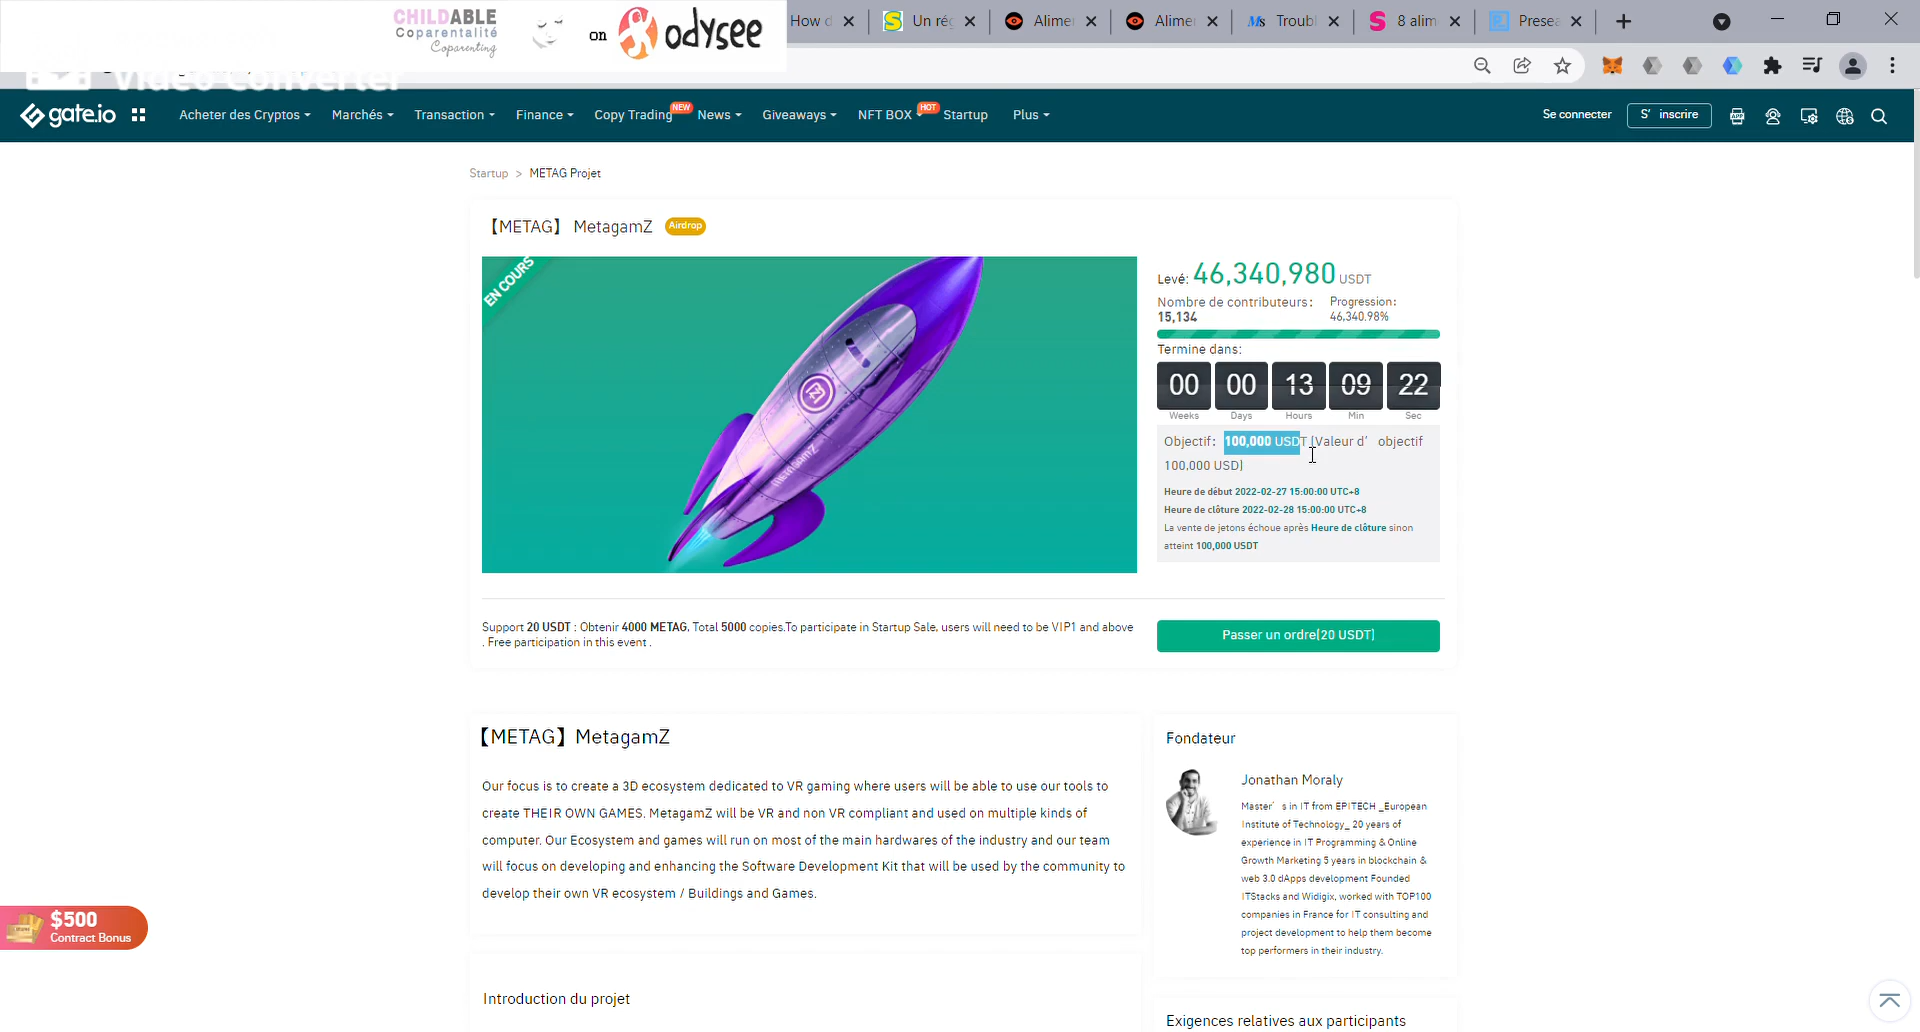 CHILDABLE
Coparentalité
Coparenting
on
odysee
How d
Un rég
Alimen
Alimen
Troubl
8 alim
Presea
Video Converter
gate.io
Acheter des Cryptos
Marchés
Transaction
Finance
Copy Trading
NEW
News
Giveaways
NFT BOX
HOT
Startup
Plus
Se connecter
S' inscrire
Startup > METAG Projet
【METAG】 MetagamZ
Airdrop
EN COURS
METAGAMZ
Levé: 46,340,980 USDT
Nombre de contributeurs: Progression:
15,134 46,340.98%
Termine dans:
00 00 13 09 22
Weeks Days Hours Min Sec
Objectif: 100,000 USDT (Valeur d' objectif
100.000 USD)
Heure de début 2022-02-27 15:00:00 UTC+8
Heure de clôture 2022-02-28 15:00:00 UTC+8
La vente de jetons échoue après Heure de clôture sinon
atteint 100,000 USDT
Support 20 USDT : Obtenir 4000 METAG, Total 5000 copies.To participate in Startup Sale, users will need to be VIP1 and above
. Free participation in this event .
Passer un ordre(20 USDT)
【METAG】 MetagamZ
Our focus is to create a 3D ecosystem dedicated to VR gaming where users will be able to use our tools to
create THEIR OWN GAMES. MetagamZ will be VR and non VR compliant and used on multiple kinds of
computer. Our Ecosystem and games will run on most of the main hardwares of the industry and our team
will focus on developing and enhancing the Software Development Kit that will be used by the community to
develop their own VR ecosystem / Buildings and Games.
Fondateur
Jonathan Moraly
Master' s in IT from EPITECH _European
Institute of Technology_ 20 years of
experience in IT Programming & Online
Growth Marketing 5 years in blockchain &
web 3.0 dApps development Founded
ITStacks and Widigix, worked with TOP100
companies in France for IT consulting and
project development to help them become
top performers in their industry.
$500
Contract Bonus
Introduction du projet
Exigences relatives aux participants